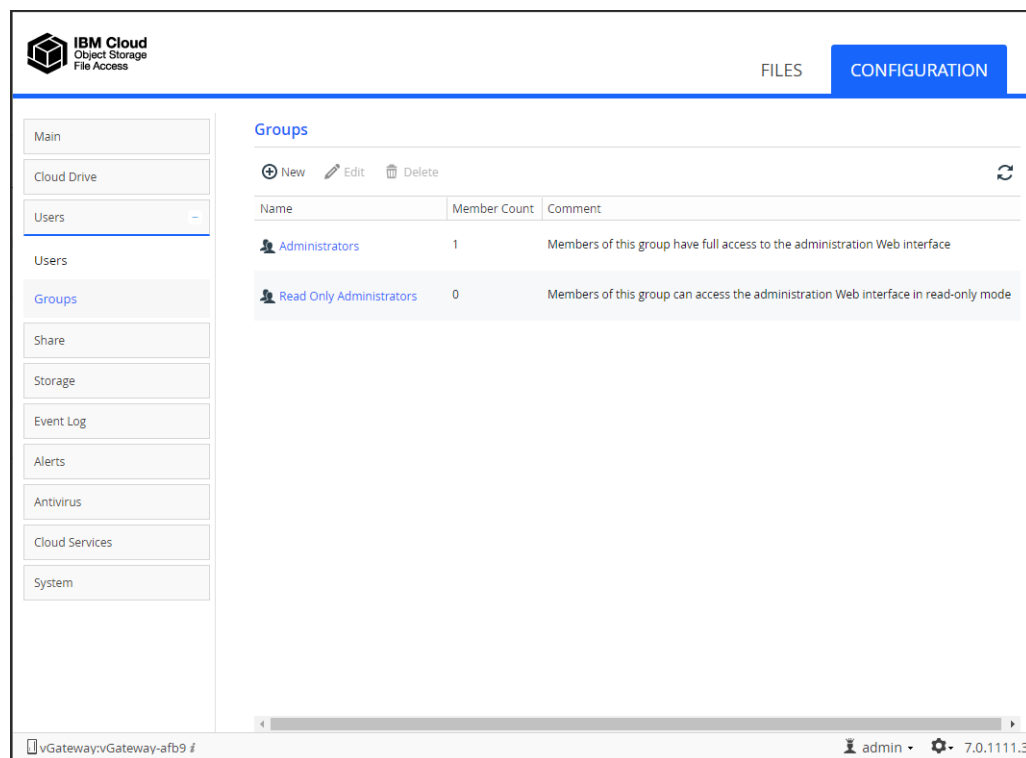 IBM Cloud
Object Storage
File Access
FILES
CONFIGURATION
Main
Cloud Drive
Users
Users
Groups
Share
Storage
Event Log
Alerts
Antivirus
Cloud Services
System
Groups
New Edit Delete
Name Member Count Comment
Administrators 1 Members of this group have full access to the administration Web interface
Read Only Administrators 0 Members of this group can access the administration Web interface in read-only mode
vGateway:vGateway-afb9 i
admin
7.0.1111.3